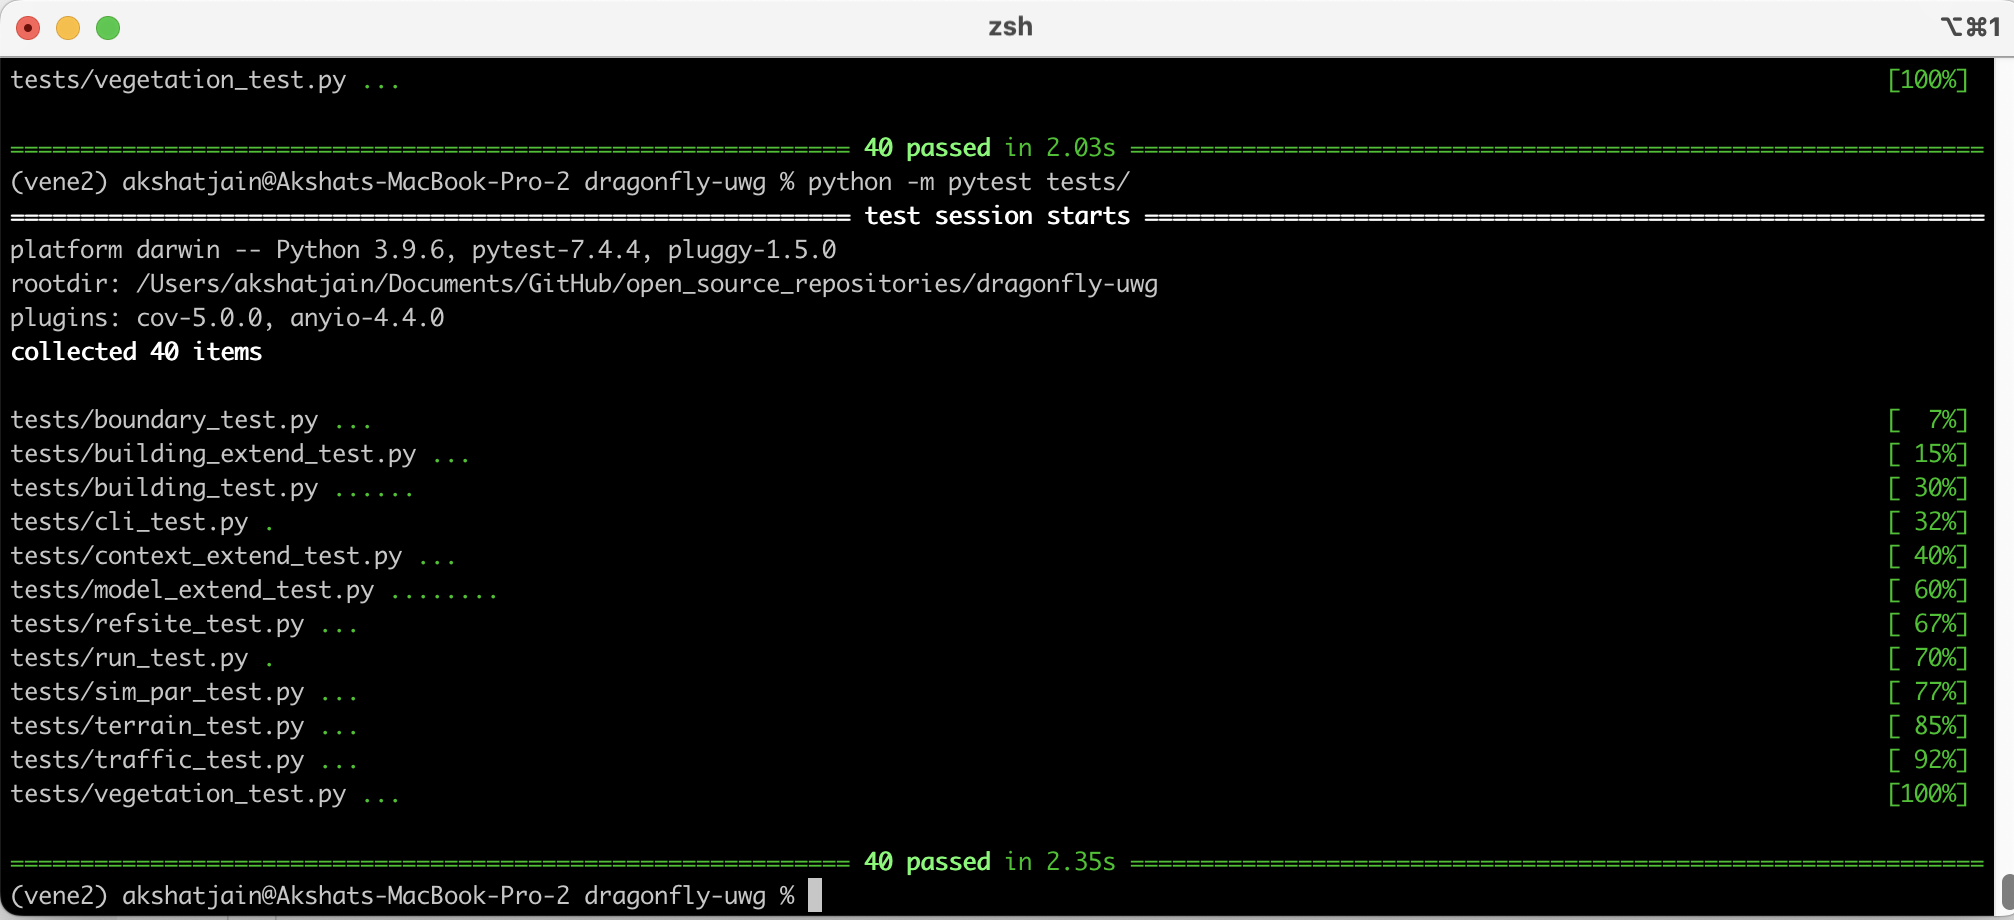 zsh
⌥⌘1
tests/vegetation_test.py ... [100%]
============================================================ 40 passed in 2.03s =============================================================
(vene2) akshatjain@Akshats-MacBook-Pro-2 dragonfly-uwg % python -m pytest tests/
============================================================ test session starts ============================================================
platform darwin -- Python 3.9.6, pytest-7.4.4, pluggy-1.5.0
rootdir: /Users/akshatjain/Documents/GitHub/open_source_repositories/dragonfly-uwg
plugins: cov-5.0.0, anyio-4.4.0
collected 40 items
tests/boundary_test.py ... [  7%]
tests/building_extend_test.py ... [ 15%]
tests/building_test.py ...... [ 30%]
tests/cli_test.py . [ 32%]
tests/context_extend_test.py ... [ 40%]
tests/model_extend_test.py ........ [ 60%]
tests/refsite_test.py ... [ 67%]
tests/run_test.py . [ 70%]
tests/sim_par_test.py ... [ 77%]
tests/terrain_test.py ... [ 85%]
tests/traffic_test.py ... [ 92%]
tests/vegetation_test.py ... [100%]
============================================================ 40 passed in 2.35s =============================================================
(vene2) akshatjain@Akshats-MacBook-Pro-2 dragonfly-uwg %